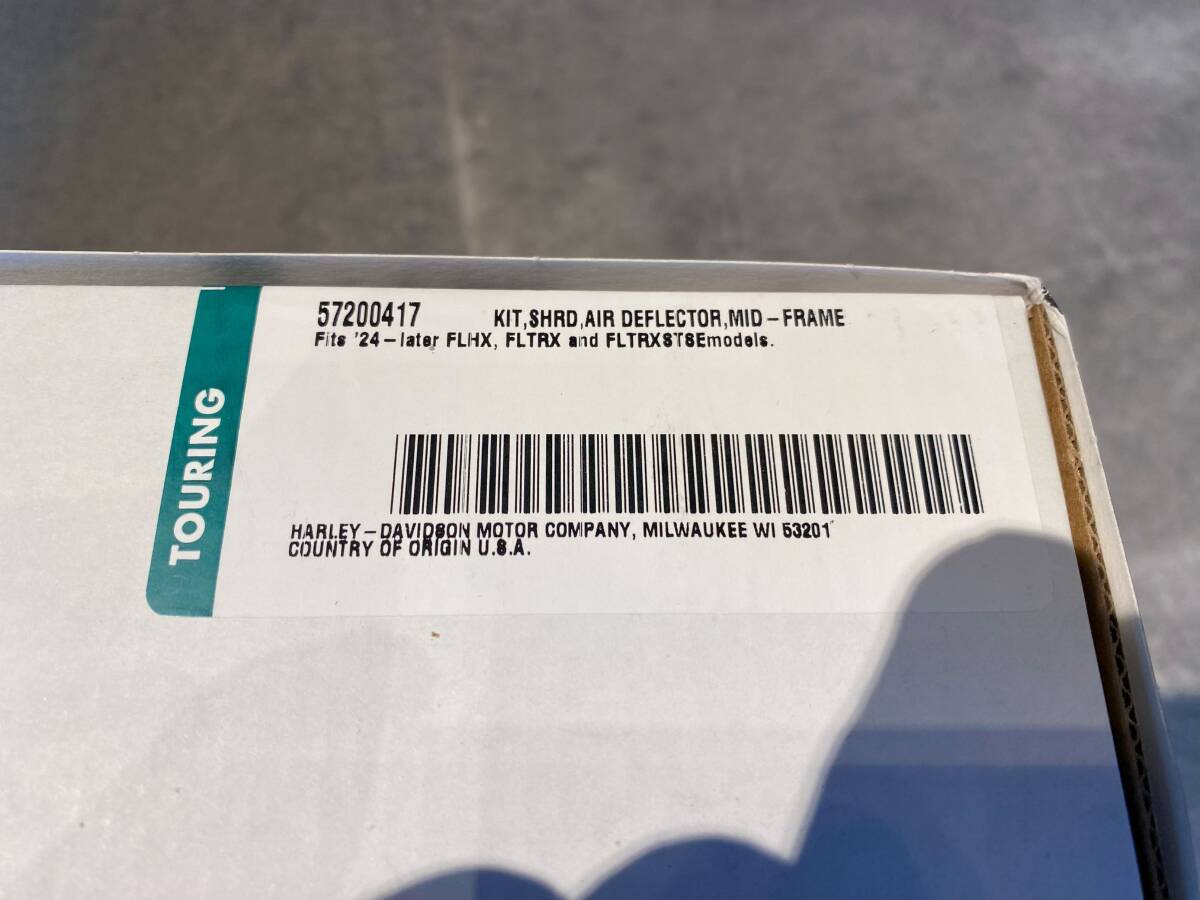 57200417 KIT,SHRD,AIR DEFLECTOR,MID-FRAME
Fits '24-later FLHX, FLTRX and FLTRXSTSEmodels.
TOURING
HARLEY-DAVIDSON MOTOR COMPANY, MILWAUKEE WI 53201
COUNTRY OF ORIGIN U.S.A.